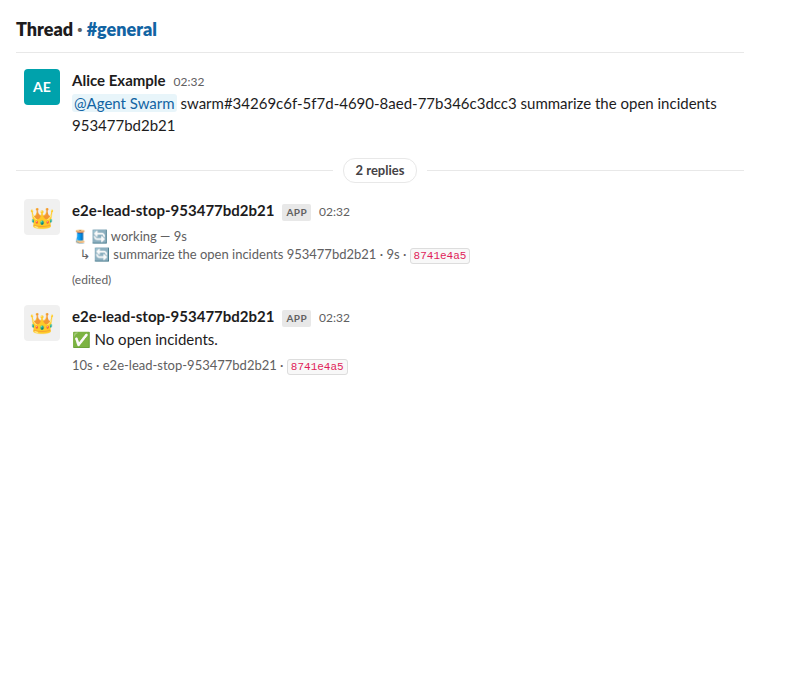 Thread • #general
AE
Alice Example 02:32
@Agent Swarm swarm#34269c6f-5f7d-4690-8aed-77b346c3dcc3 summarize the open incidents
953477bd2b21
2 replies
e2e-lead-stop-953477bd2b21 APP 02:32
🧵 🔄 working — 9s
↳ 🔄 summarize the open incidents 953477bd2b21 · 9s · 8741e4a5
(edited)
e2e-lead-stop-953477bd2b21 APP 02:32
✅ No open incidents.
10s · e2e-lead-stop-953477bd2b21 · 8741e4a5